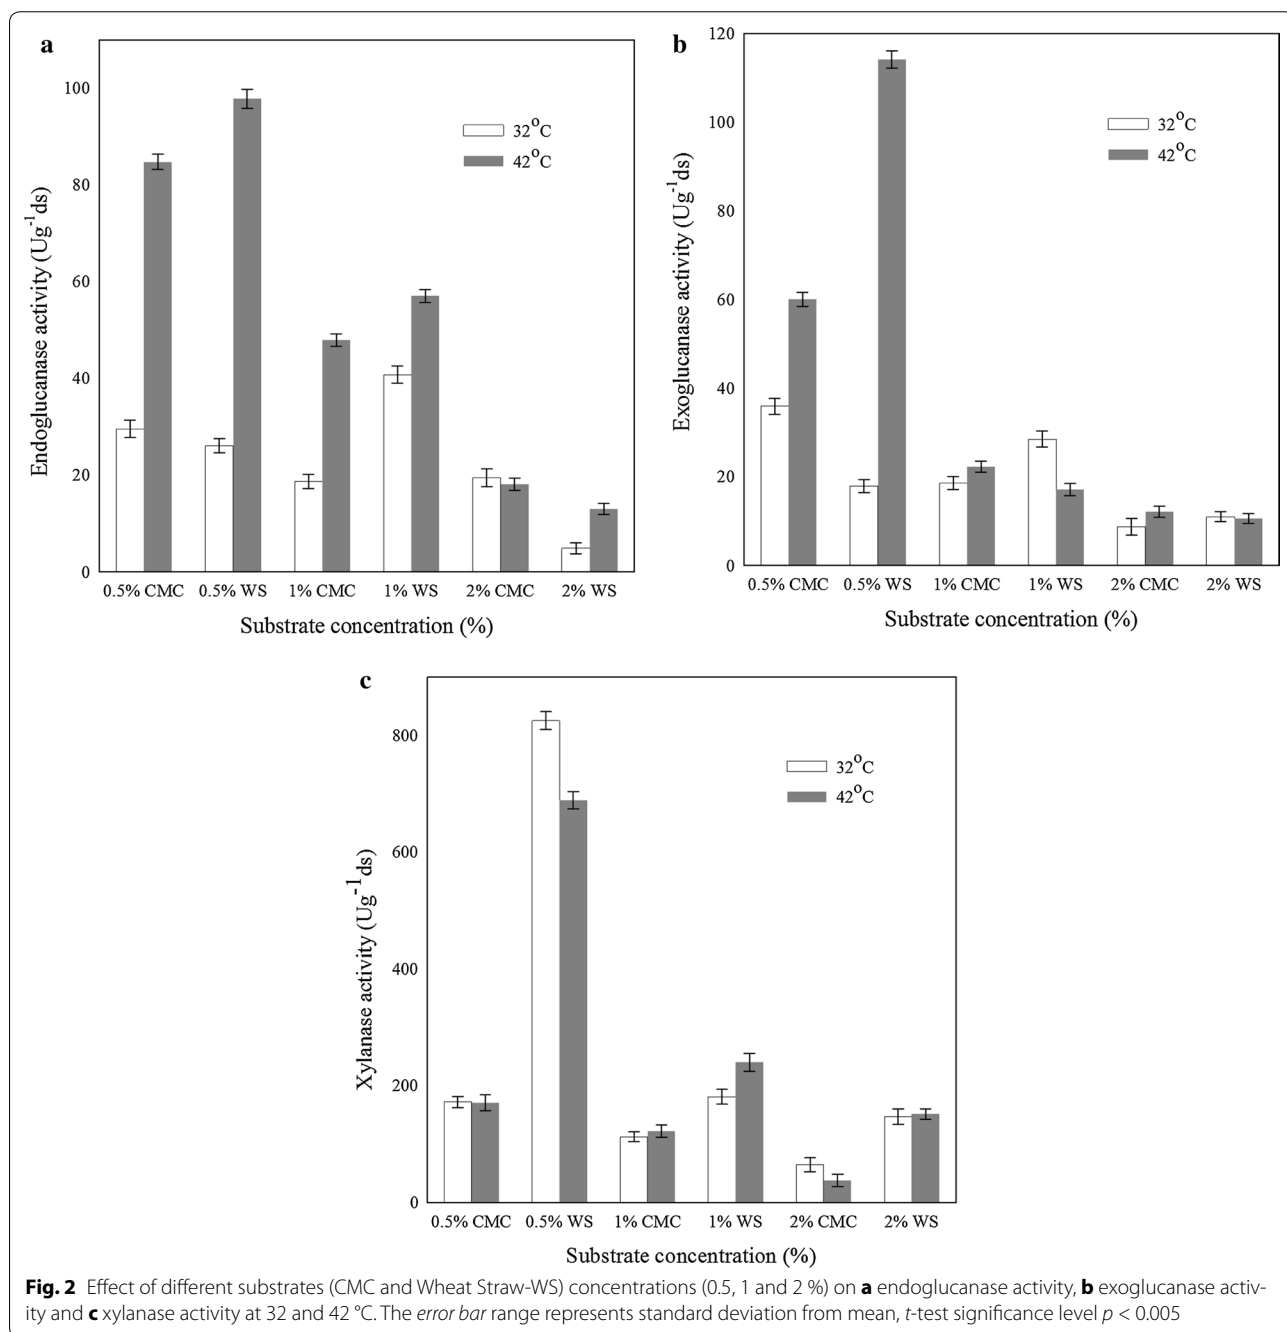 a
100
80
60
40
20
0
Endoglucanase activity (Ug⁻¹ds)
32°C
42°C
0.5% CMC 0.5% WS 1% CMC 1% WS 2% CMC 2% WS
Substrate concentration (%)
b
120
100
80
60
40
20
0
Exoglucanase activity (Ug⁻¹ds)
32°C
42°C
0.5% CMC 0.5% WS 1% CMC 1% WS 2% CMC 2% WS
Substrate concentration (%)
c
800
600
400
200
0
Xylanase activity (Ug⁻¹ds)
32°C
42°C
0.5% CMC 0.5% WS 1% CMC 1% WS 2% CMC 2% WS
Substrate concentration (%)
Fig. 2 Effect of different substrates (CMC and Wheat Straw-WS) concentrations (0.5, 1 and 2 %) on a endoglucanase activity, b exoglucanase activ-
ity and c xylanase activity at 32 and 42 °C. The error bar range represents standard deviation from mean, t-test significance level p < 0.005